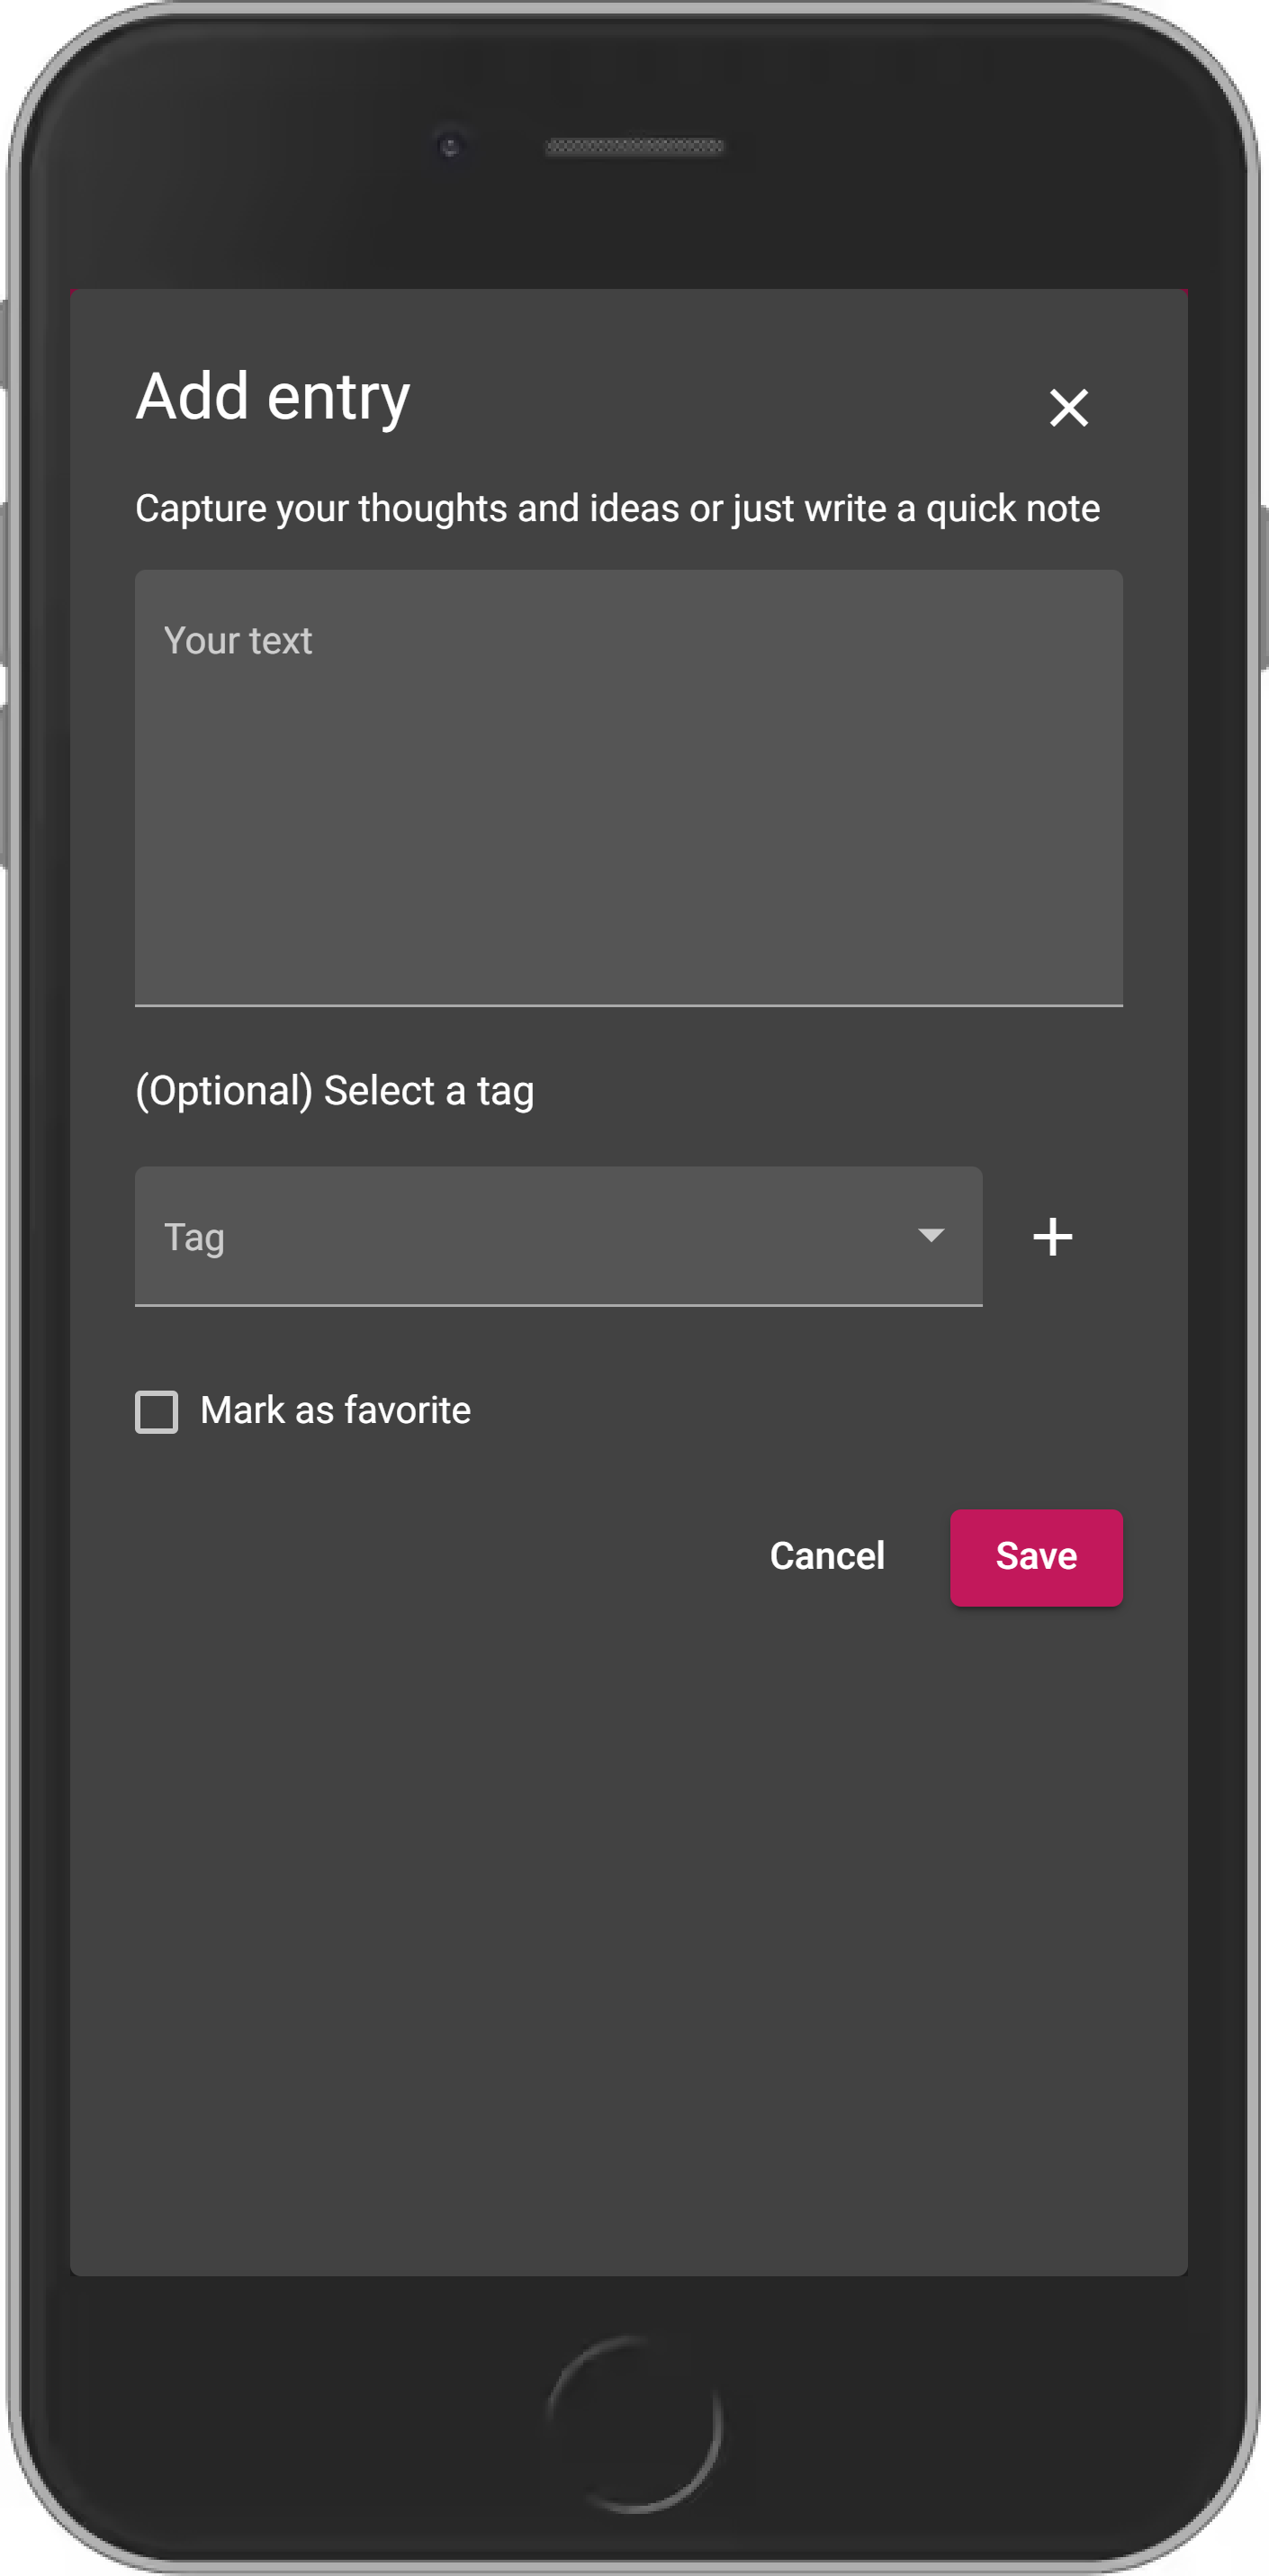 Add entry
Capture your thoughts and ideas or just write a quick note
Your text
(Optional) Select a tag
Tag
Mark as favorite
Cancel
Save